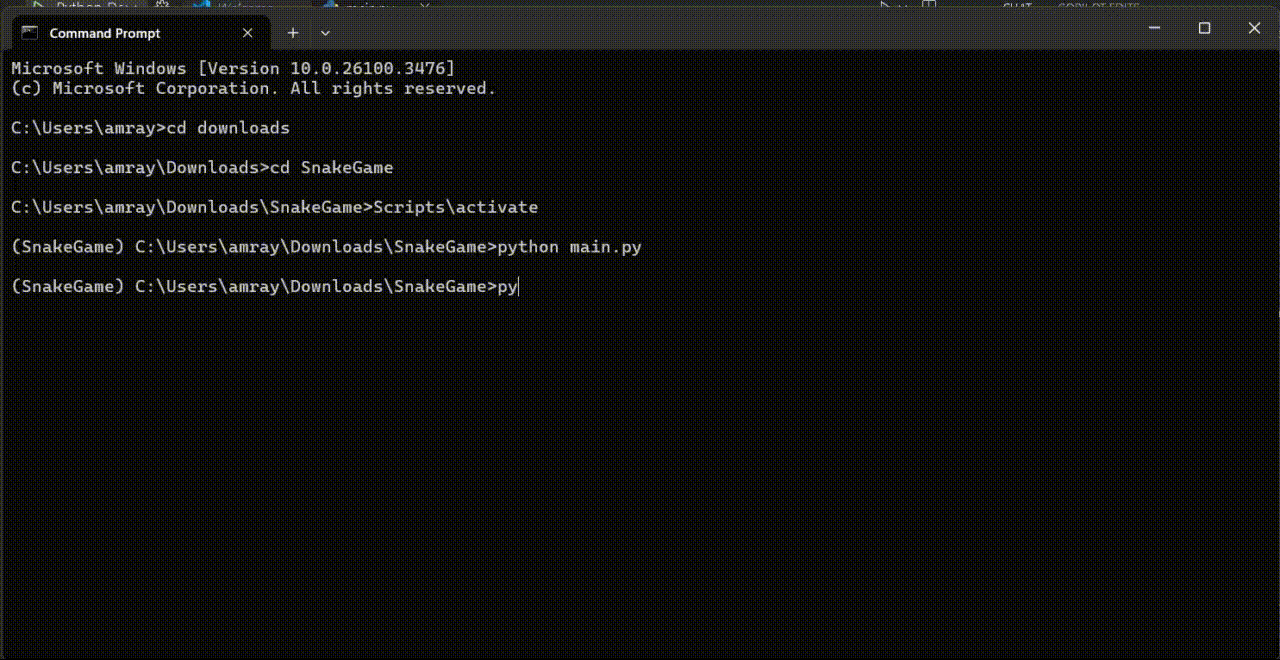 Command Prompt
Microsoft Windows [Version 10.0.26100.3476]
(c) Microsoft Corporation. All rights reserved.
C:\Users\amray>cd downloads
C:\Users\amray\Downloads>cd SnakeGame
C:\Users\amray\Downloads\SnakeGame>Scripts\activate
(SnakeGame) C:\Users\amray\Downloads\SnakeGame>python main.py
(SnakeGame) C:\Users\amray\Downloads\SnakeGame>py